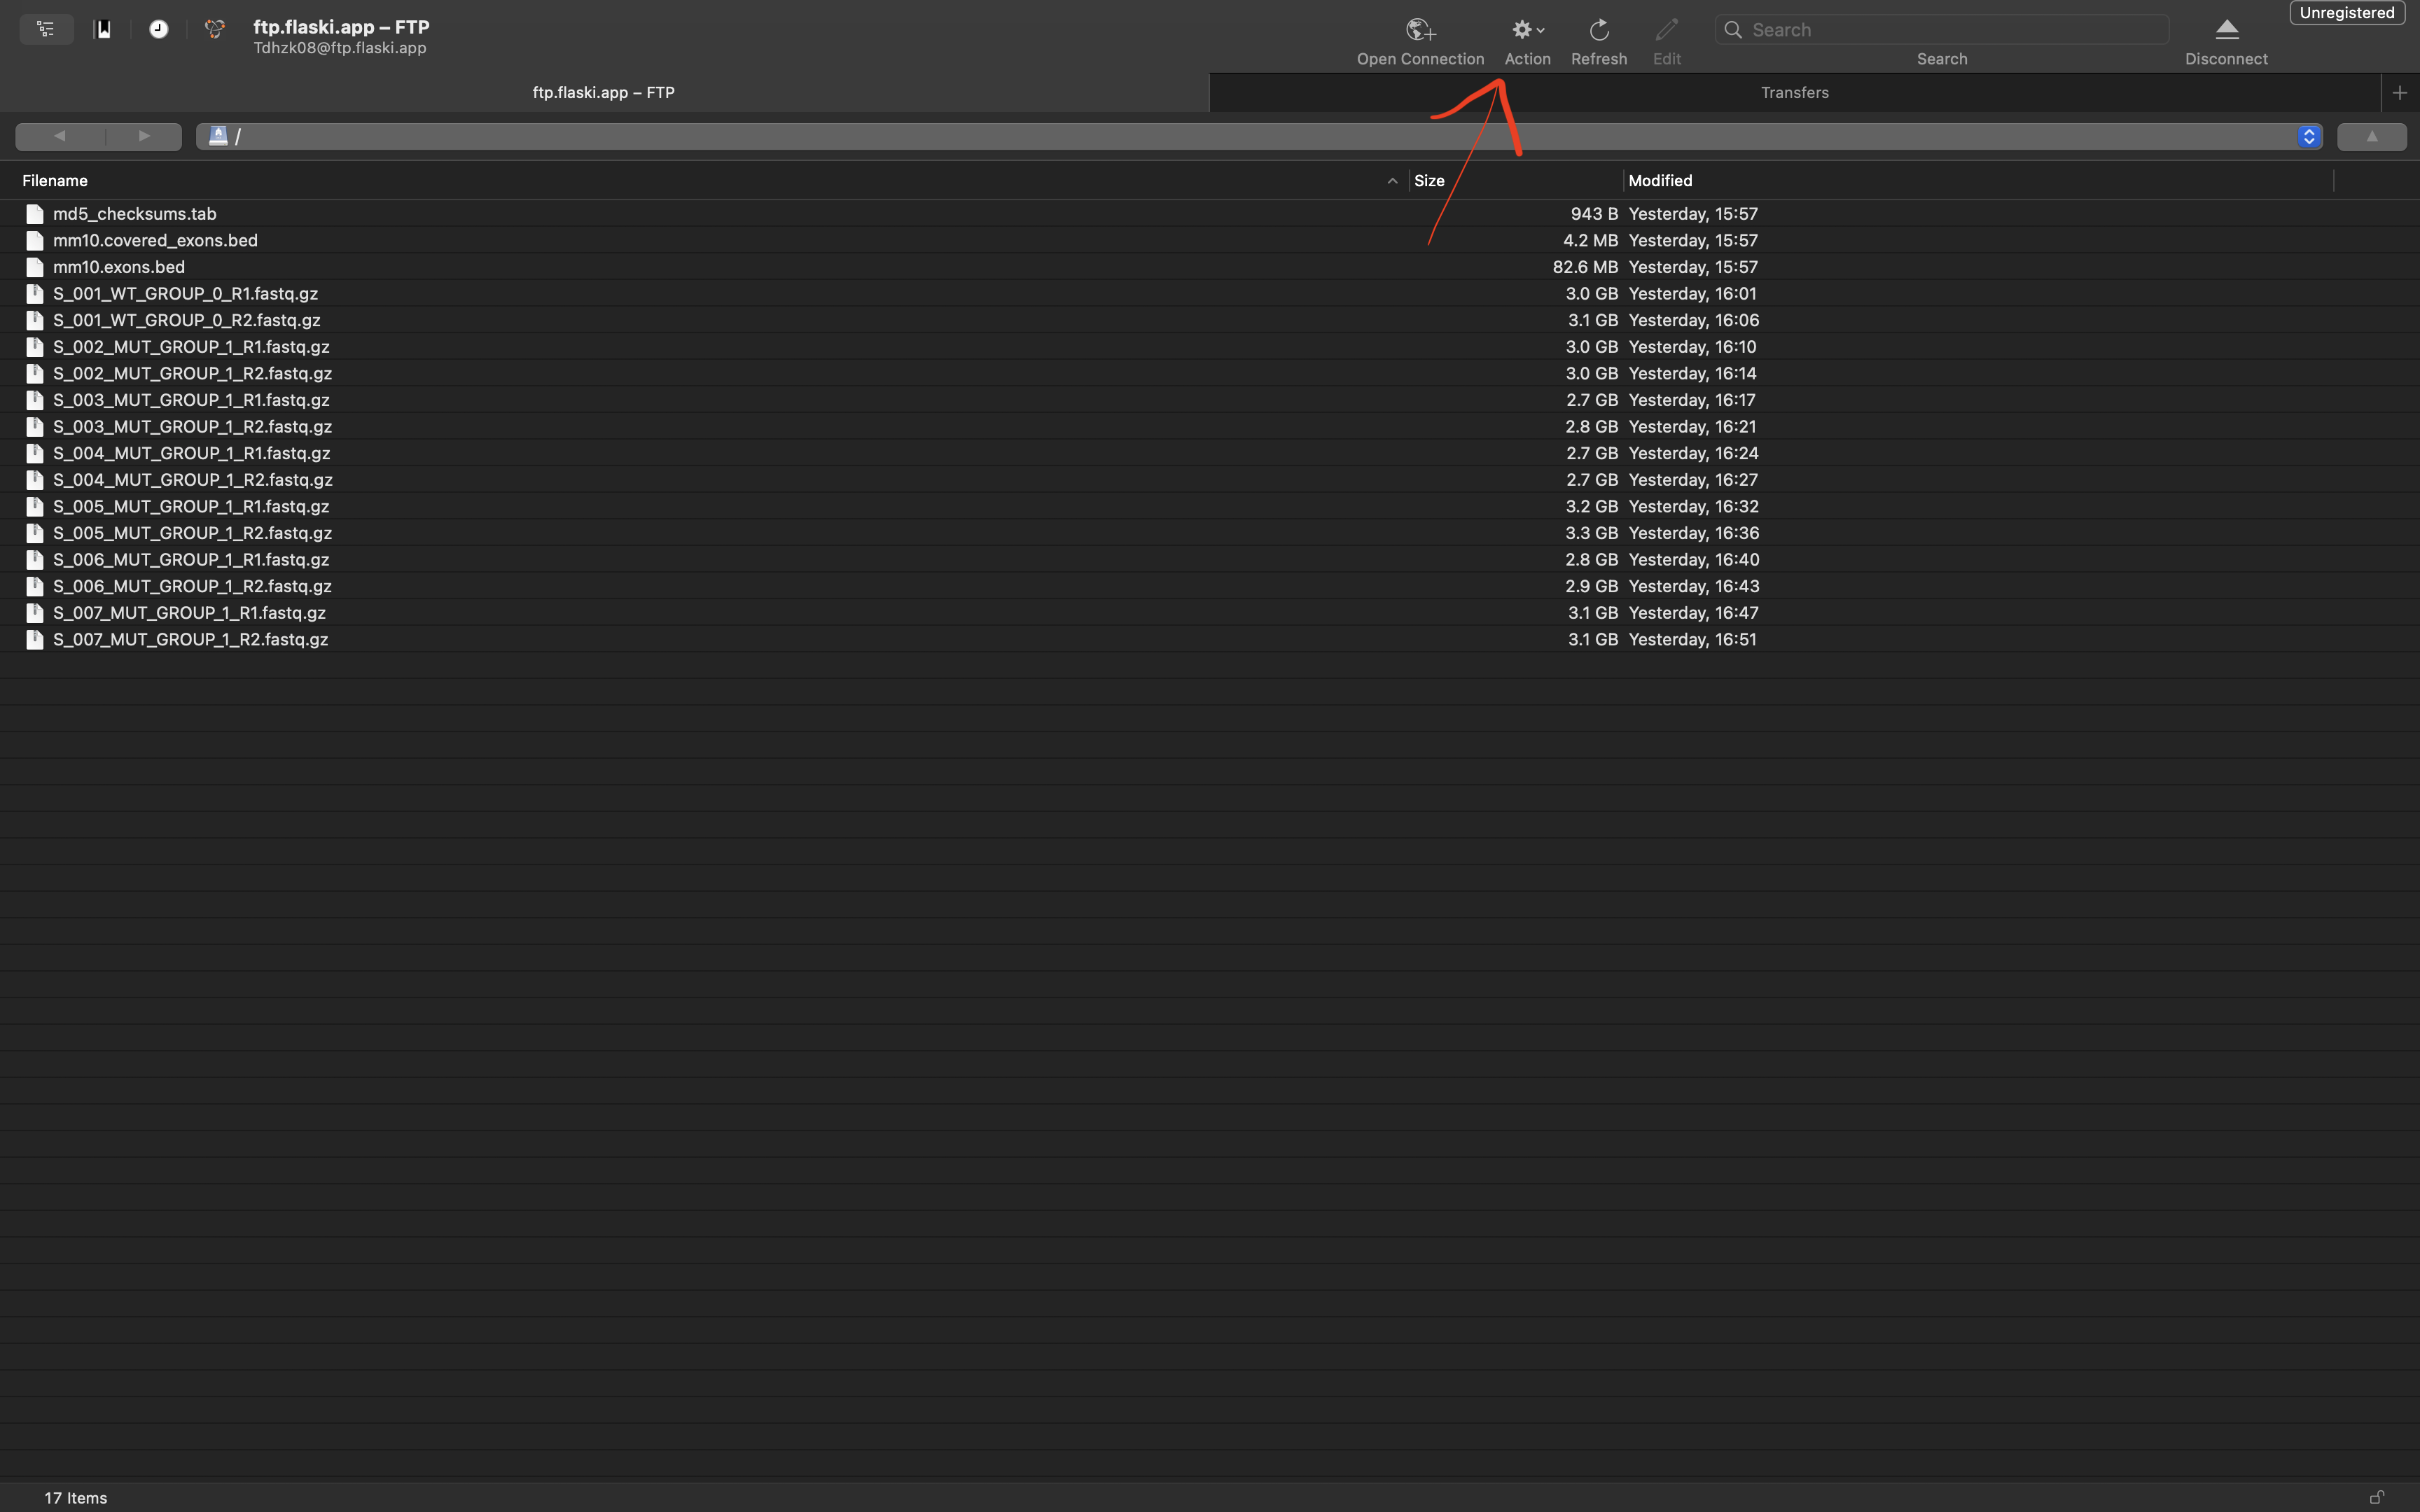 ftp.flaski.app – FTP
Tdhzk08@ftp.flaski.app
Open Connection
Action
Refresh
Edit
Search
Search
Disconnect
Unregistered
ftp.flaski.app – FTP
Transfers
/
Filename Size Modified
md5_checksums.tab 943 B Yesterday, 15:57
mm10.covered_exons.bed 4.2 MB Yesterday, 15:57
mm10.exons.bed 82.6 MB Yesterday, 15:57
S_001_WT_GROUP_0_R1.fastq.gz 3.0 GB Yesterday, 16:01
S_001_WT_GROUP_0_R2.fastq.gz 3.1 GB Yesterday, 16:06
S_002_MUT_GROUP_1_R1.fastq.gz 3.0 GB Yesterday, 16:10
S_002_MUT_GROUP_1_R2.fastq.gz 3.0 GB Yesterday, 16:14
S_003_MUT_GROUP_1_R1.fastq.gz 2.7 GB Yesterday, 16:17
S_003_MUT_GROUP_1_R2.fastq.gz 2.8 GB Yesterday, 16:21
S_004_MUT_GROUP_1_R1.fastq.gz 2.7 GB Yesterday, 16:24
S_004_MUT_GROUP_1_R2.fastq.gz 2.7 GB Yesterday, 16:27
S_005_MUT_GROUP_1_R1.fastq.gz 3.2 GB Yesterday, 16:32
S_005_MUT_GROUP_1_R2.fastq.gz 3.3 GB Yesterday, 16:36
S_006_MUT_GROUP_1_R1.fastq.gz 2.8 GB Yesterday, 16:40
S_006_MUT_GROUP_1_R2.fastq.gz 2.9 GB Yesterday, 16:43
S_007_MUT_GROUP_1_R1.fastq.gz 3.1 GB Yesterday, 16:47
S_007_MUT_GROUP_1_R2.fastq.gz 3.1 GB Yesterday, 16:51
17 Items